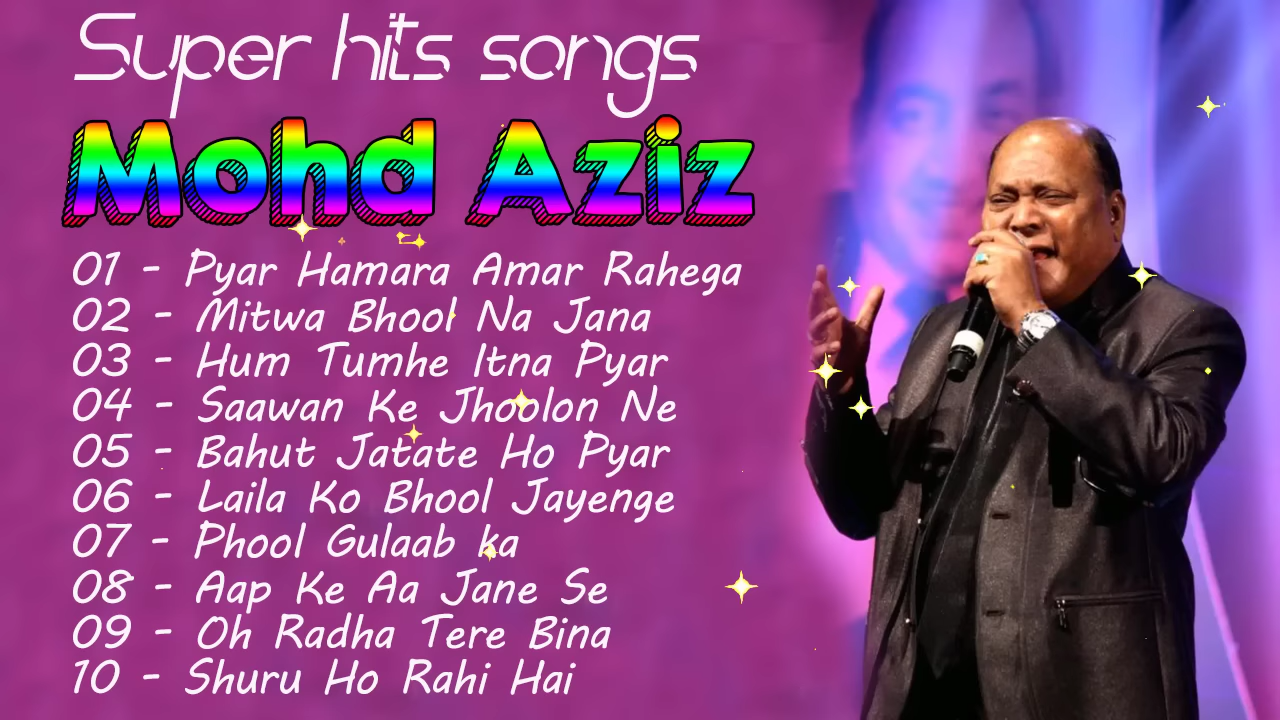 Super hits songs
Mohd Aziz
01 - Pyar Hamara Amar Rahega
02 - Mitwa Bhool Na Jana
03 - Hum Tumhe Itna Pyar
04 - Saawan Ke Jhoolon Ne
05 - Bahut Jatate Ho Pyar
06 - Laila Ko Bhool Jayenge
07 - Phool Gulaab ka
08 - Aap Ke Aa Jane Se
09 - Oh Radha Tere Bina
10 - Shuru Ho Rahi Hai